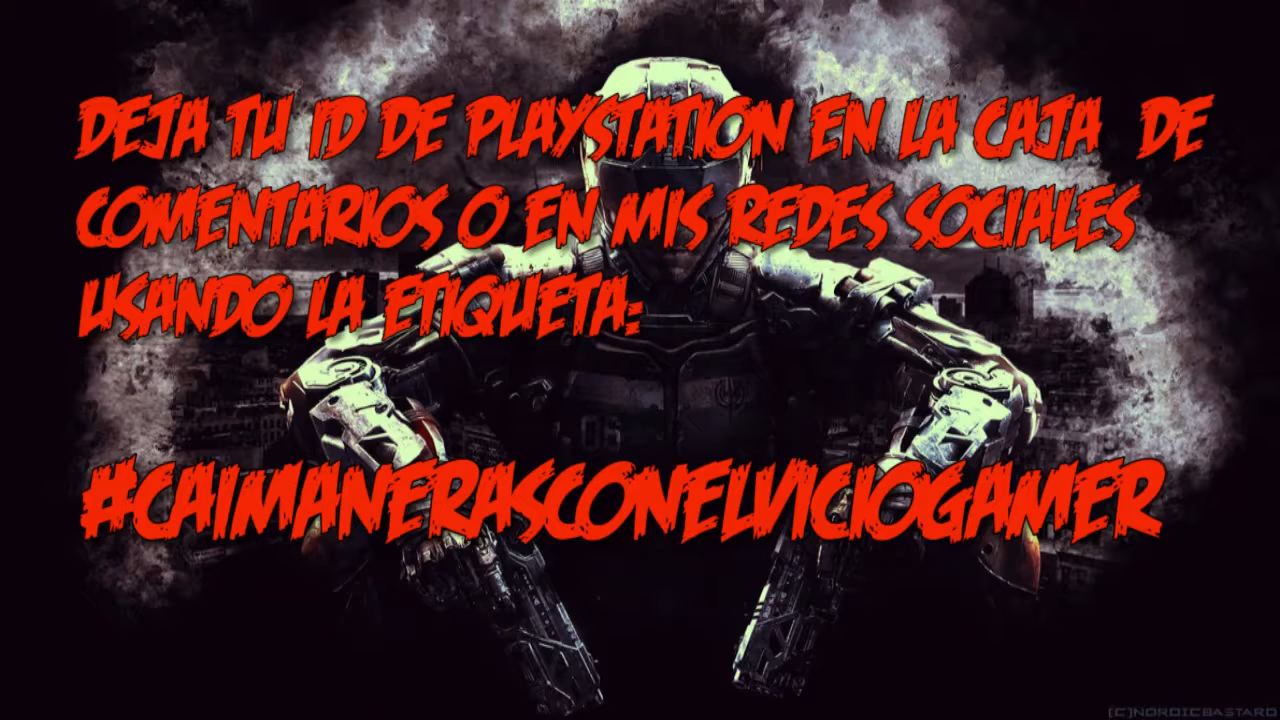 DEJA TU ID DE PLAYSTATION EN LA CAJA DE
COMENTARIOS O EN MIS REDES SOCIALES
USANDO LA ETIQUETA:
#CAIMANERASCONELVICIOGAMER
06
(C)NORDICBASTARD